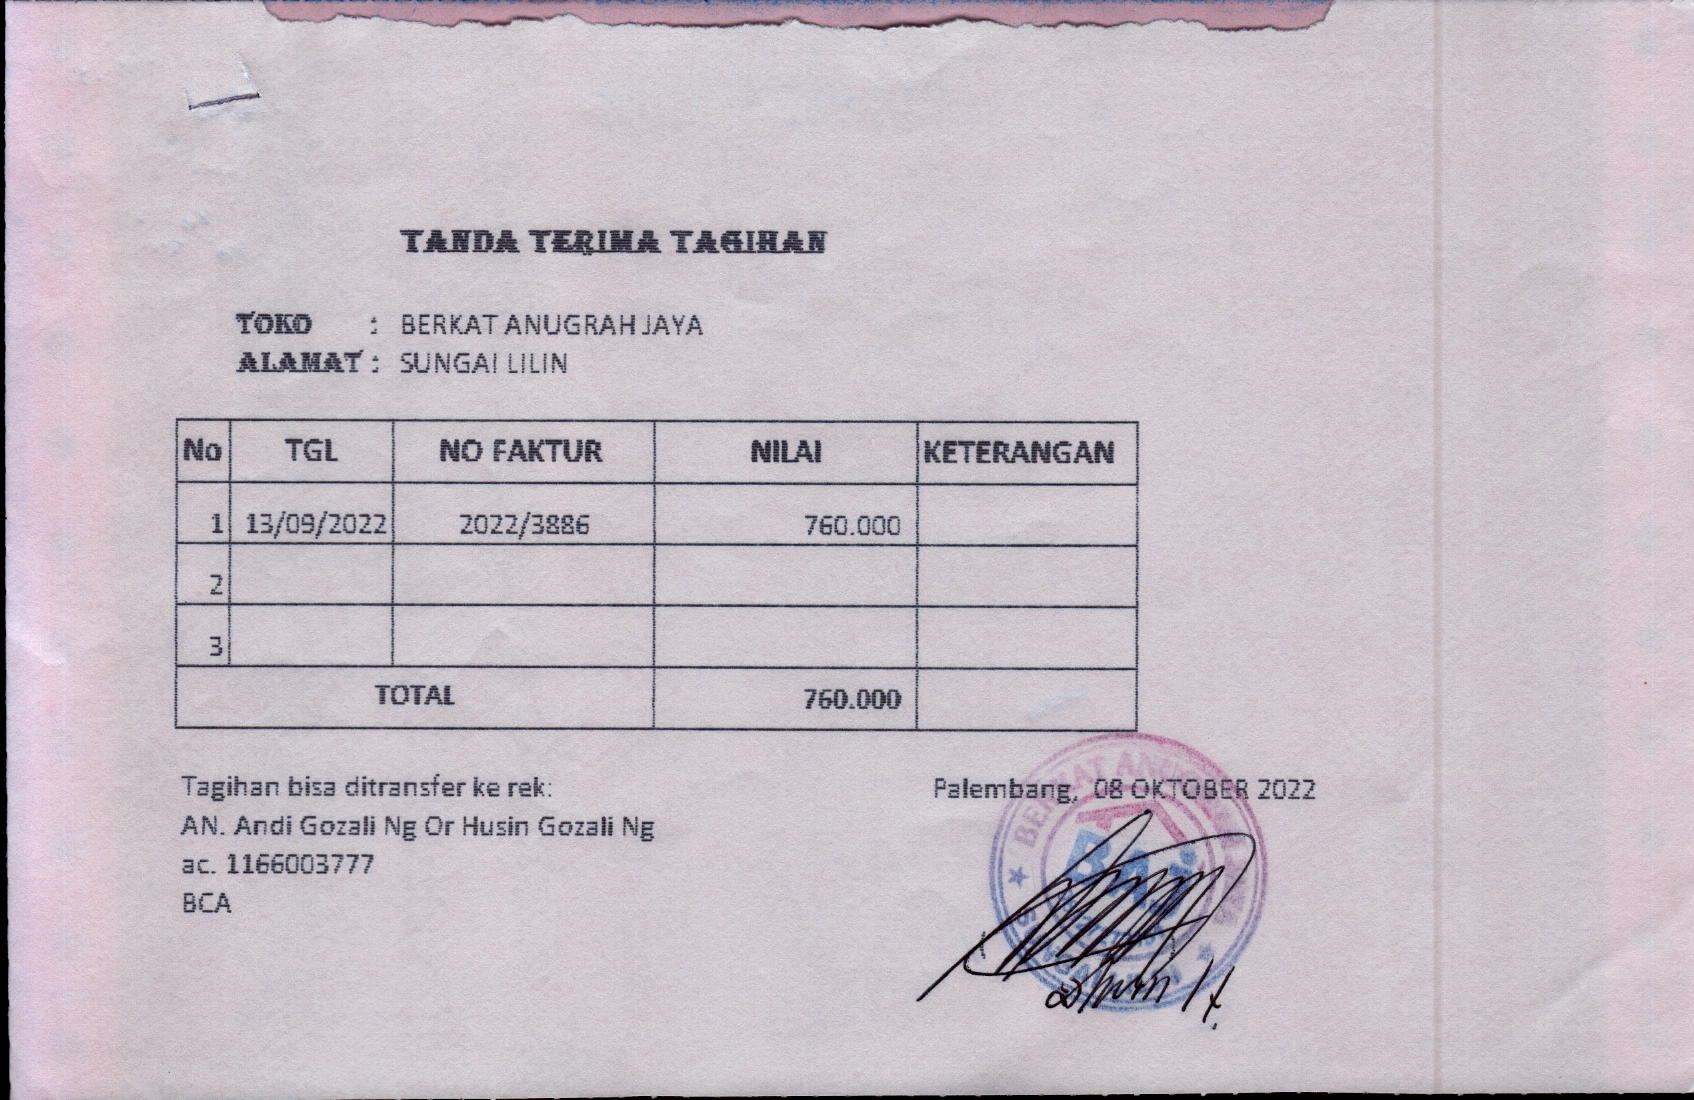 TANDA TERIMA TAGIHAN
TOKO : BERKAT ANUGRAH JAYA
ALAMAT : SUNGAI LILIN
No TGL NO FAKTUR NILAI KETERANGAN
1 13/09/2022 2022/3886 760.000
2
3
TOTAL 760.000
Tagihan bisa ditransfer ke rek:
AN. Andi Gozali Ng Or Husin Gozali Ng
ac. 1166003777
BCA
Palembang, 08 OKTOBER 2022
BERKAT
BAJ